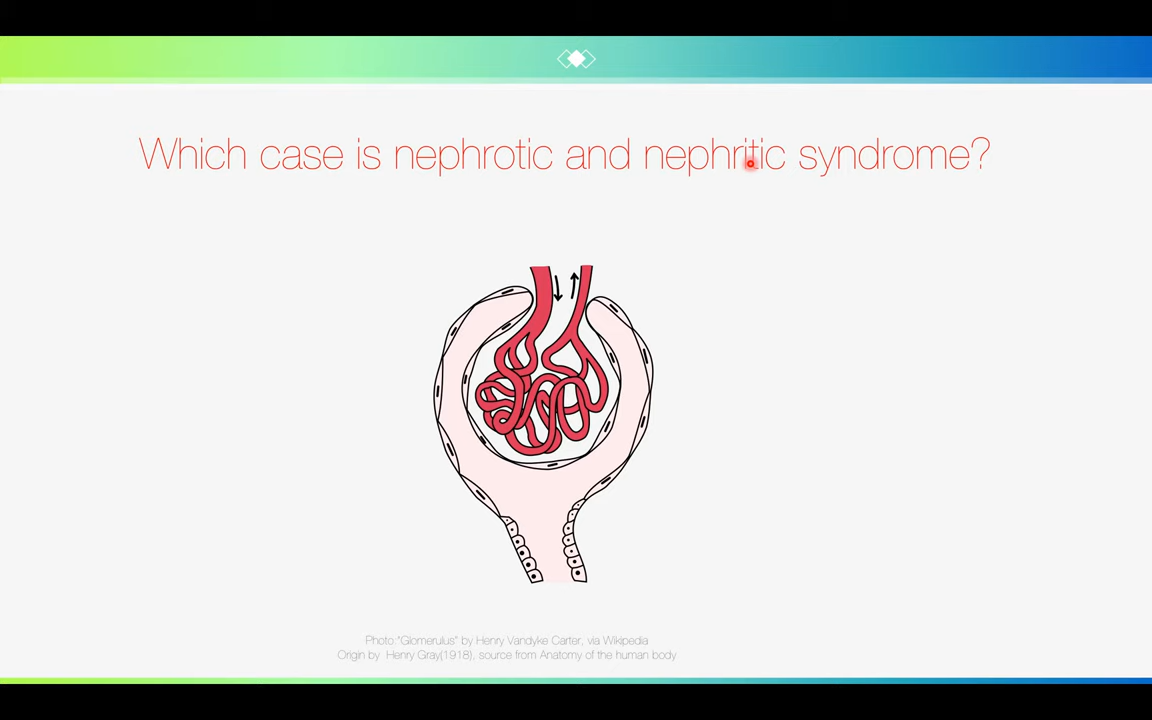 Which case is nephrotic and nephritic syndrome?
Photo:"Glomerulus" by Henry Vandyke Carter, via Wikipedia
Origin by Henry Gray(1918), source from Anatomy of the human body